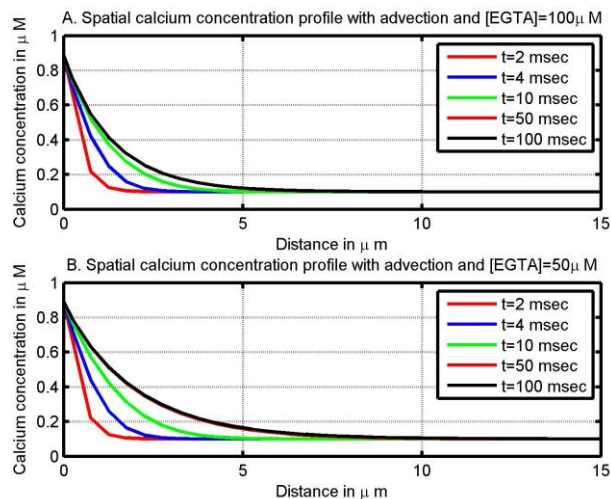 A. Spatial calcium concentration profile with advection and [EGTA]=100μ M
Calcium concentration in μ M
1
0.8
0.6
0.4
0.2
0
t=2 msec
t=4 msec
t=10 msec
t=50 msec
t=100 msec
0 5 10 15
Distance in μ m
B. Spatial calcium concentration profile with advection and [EGTA]=50μ M
Calcium concentration in μ M
1
0.8
0.6
0.4
0.2
0
t=2 msec
t=4 msec
t=10 msec
t=50 msec
t=100 msec
0 5 10 15
Distance in μ m